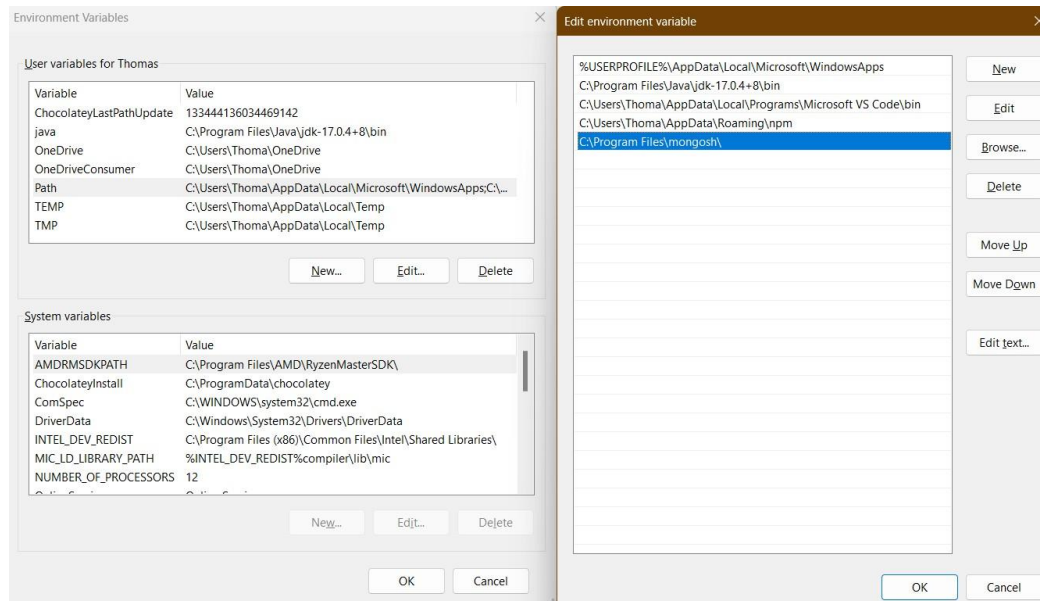 Environment Variables
User variables for Thomas
Variable Value
ChocolateyLastPathUpdate 133444136034469142
java C:\Program Files\Java\jdk-17.0.4+8\bin
OneDrive C:\Users\Thoma\OneDrive
OneDriveConsumer C:\Users\Thoma\OneDrive
Path C:\Users\Thoma\AppData\Local\Microsoft\WindowsApps;C:\...
TEMP C:\Users\Thoma\AppData\Local\Temp
TMP C:\Users\Thoma\AppData\Local\Temp
New... Edit... Delete
System variables
Variable Value
AMDRMSDKPATH C:\Program Files\AMD\RyzenMasterSDK\
ChocolateyInstall C:\ProgramData\chocolatey
ComSpec C:\WINDOWS\system32\cmd.exe
DriverData C:\Windows\System32\Drivers\DriverData
INTEL_DEV_REDIST C:\Program Files (x86)\Common Files\Intel\Shared Libraries\
MIC_LD_LIBRARY_PATH %INTEL_DEV_REDIST%compiler\lib\mic
NUMBER_OF_PROCESSORS 12
New... Edit... Delete
OK Cancel
Edit environment variable
%USERPROFILE%\AppData\Local\Microsoft\WindowsApps
C:\Program Files\Java\jdk-17.0.4+8\bin
C:\Users\Thoma\AppData\Local\Programs\Microsoft VS Code\bin
C:\Users\Thoma\AppData\Roaming\npm
C:\Program Files\mongosh\
New
Edit
Browse...
Delete
Move Up
Move Down
Edit text...
OK Cancel